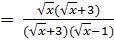 = √x(√x+3) / (√x+3)(√x−1)